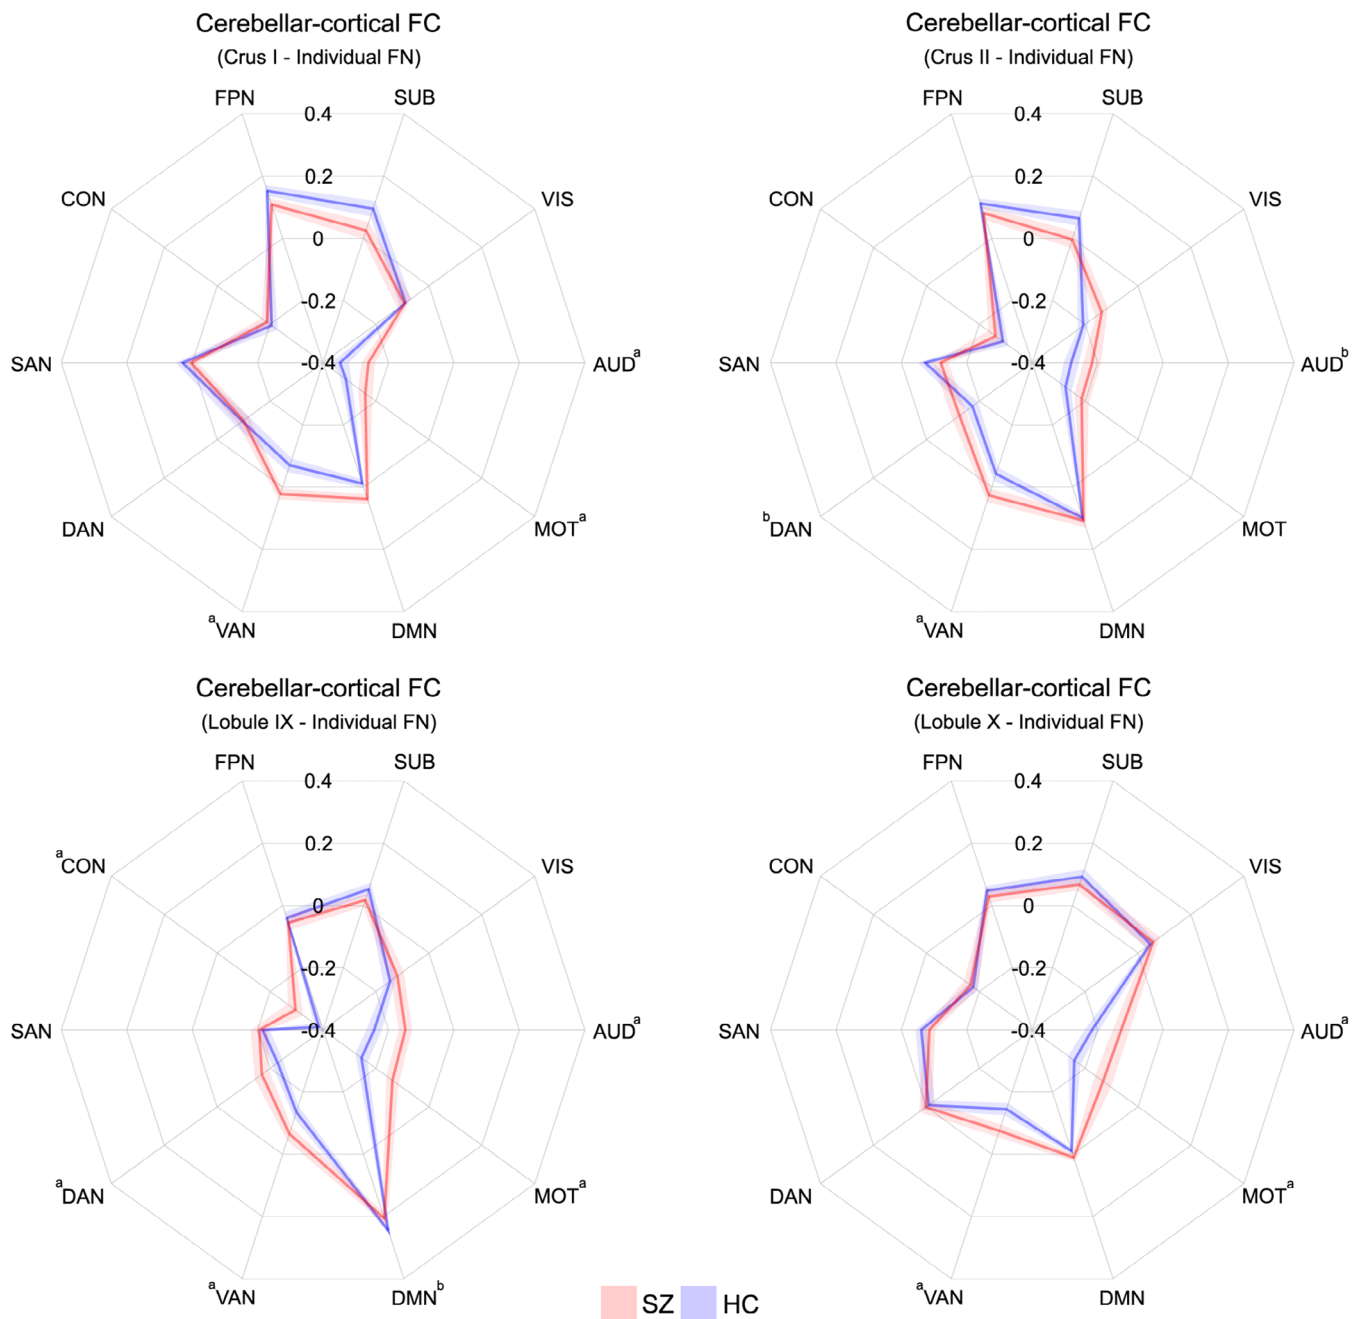 Cerebellar-cortical FC
(Crus I - Individual FN)
FPN
SUB
0.4
CON
VIS
0.2
0
-0.2
SAN
-0.4
AUDa
DAN
MOTa
aVAN
DMN
Cerebellar-cortical FC
(Crus II - Individual FN)
FPN
SUB
0.4
CON
VIS
0.2
0
-0.2
SAN
-0.4
AUDb
bDAN
MOT
aVAN
DMN
Cerebellar-cortical FC
(Lobule IX - Individual FN)
FPN
SUB
0.4
aCON
VIS
0.2
0
-0.2
SAN
-0.4
AUDa
aDAN
MOTa
aVAN
DMNb
Cerebellar-cortical FC
(Lobule X - Individual FN)
FPN
SUB
0.4
CON
VIS
0.2
0
-0.2
SAN
-0.4
AUDa
DAN
MOTa
aVAN
DMN
SZ HC